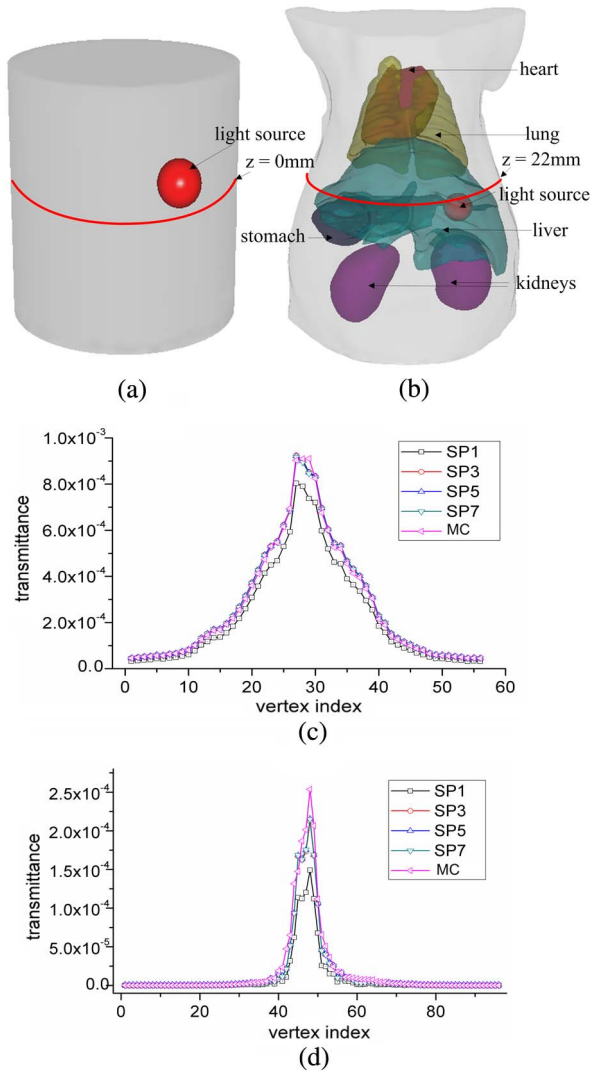 light source
z = 0mm
heart
lung
z = 22mm
light source
stomach
liver
kidneys
(a)
(b)
1.0x10⁻³
8.0x10⁻⁴
6.0x10⁻⁴
4.0x10⁻⁴
2.0x10⁻⁴
0.0
transmittance
SP1
SP3
SP5
SP7
MC
0 10 20 30 40 50 60
vertex index
(c)
2.5x10⁻⁴
2.0x10⁻⁴
1.5x10⁻⁴
1.0x10⁻⁴
5.0x10⁻⁵
0.0
transmittance
SP1
SP3
SP5
SP7
MC
0 20 40 60 80
vertex index
(d)